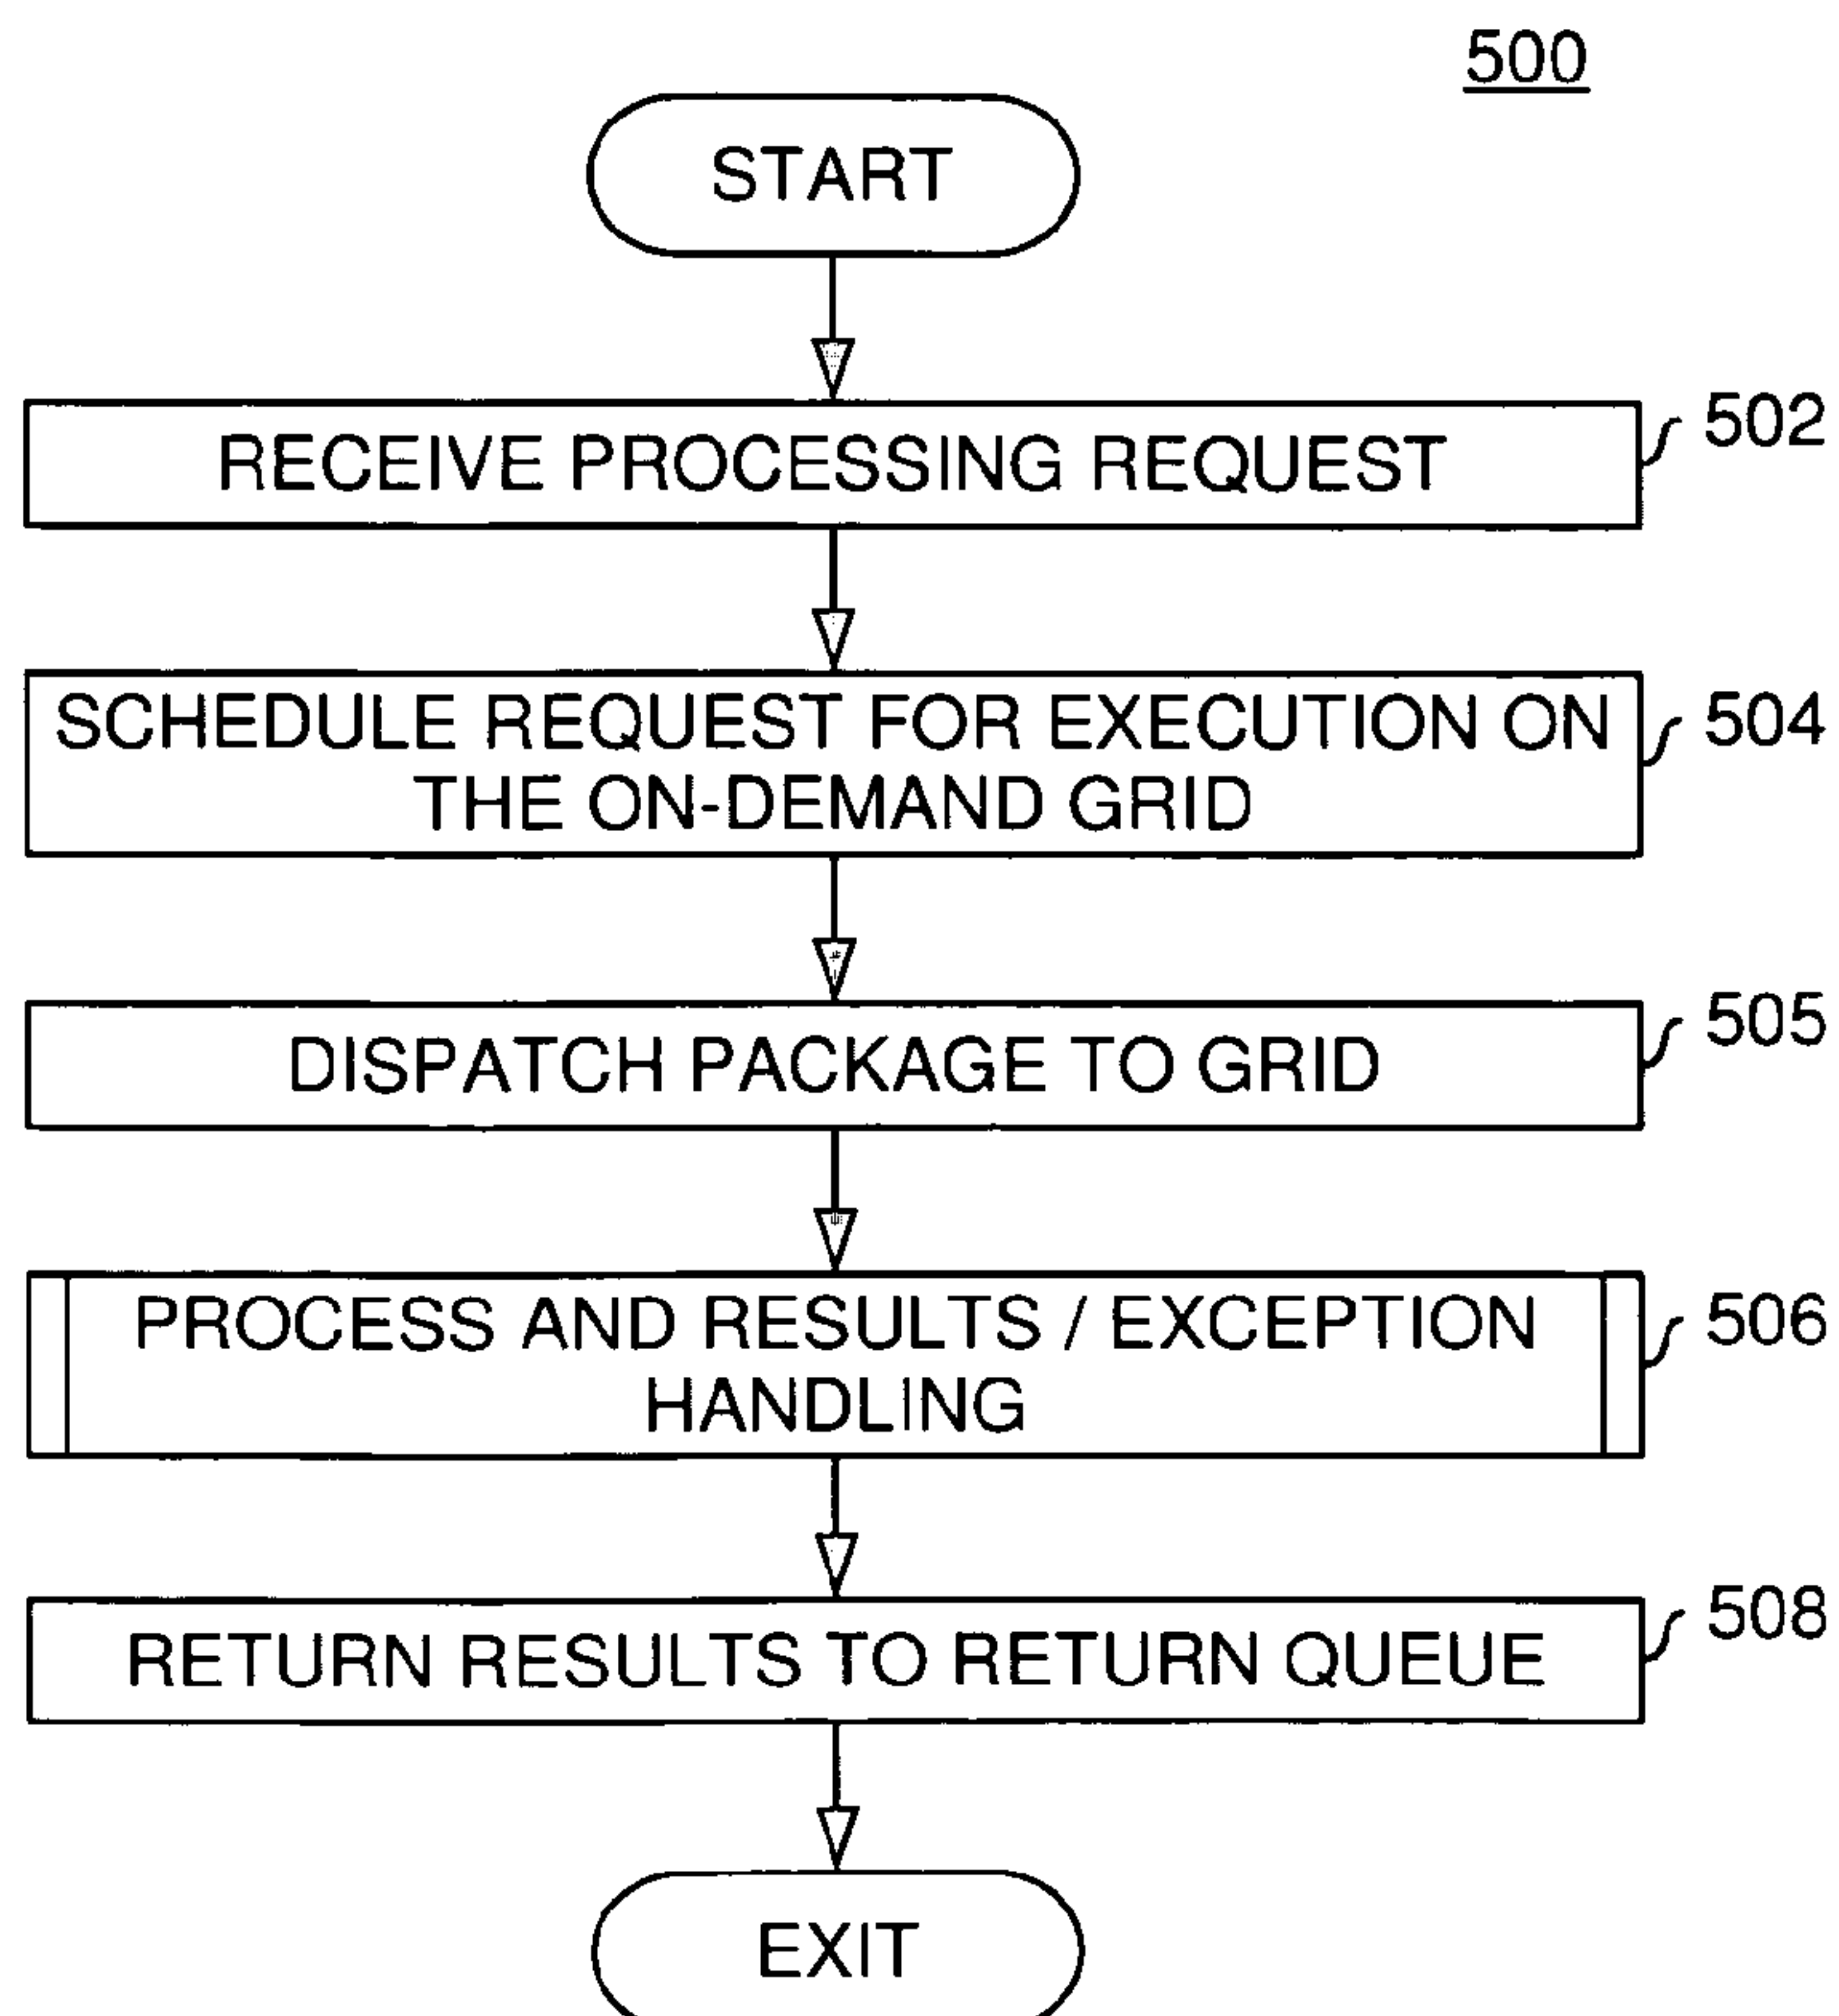 500
START
RECEIVE PROCESSING REQUEST
502
SCHEDULE REQUEST FOR EXECUTION ON
THE ON-DEMAND GRID
504
DISPATCH PACKAGE TO GRID
505
PROCESS AND RESULTS / EXCEPTION
HANDLING
506
RETURN RESULTS TO RETURN QUEUE
508
EXIT